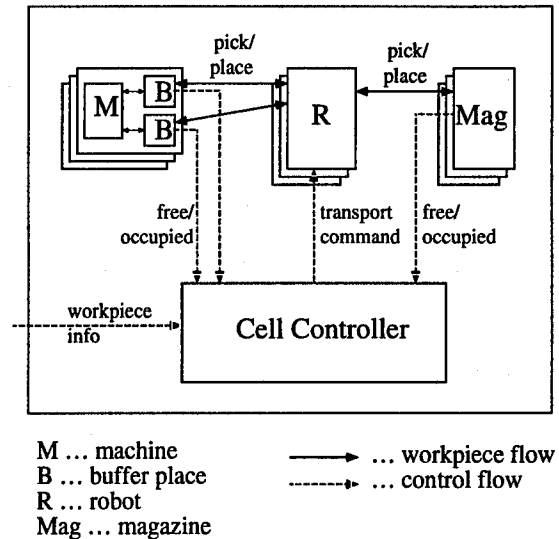 pick/
place
pick/
place
M
B
B
R
Mag
free/
occupied
transport
command
free/
occupied
workpiece
info
Cell Controller
M ... machine
B ... buffer place
R ... robot
Mag ... magazine
... workpiece flow
... control flow